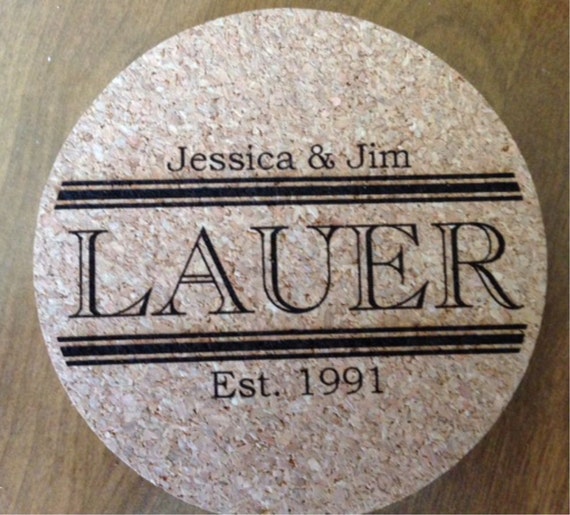 Jessica & Jim
LAUER
Est. 1991